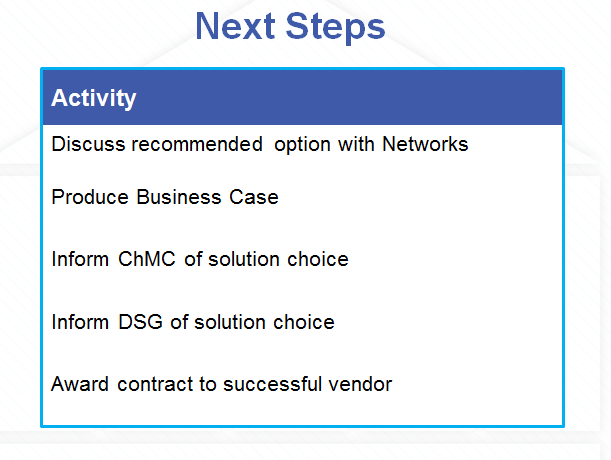 Next Steps
Activity
Discuss recommended option with Networks
Produce Business Case
Inform ChMC of solution choice
Inform DSG of solution choice
Award contract to successful vendor